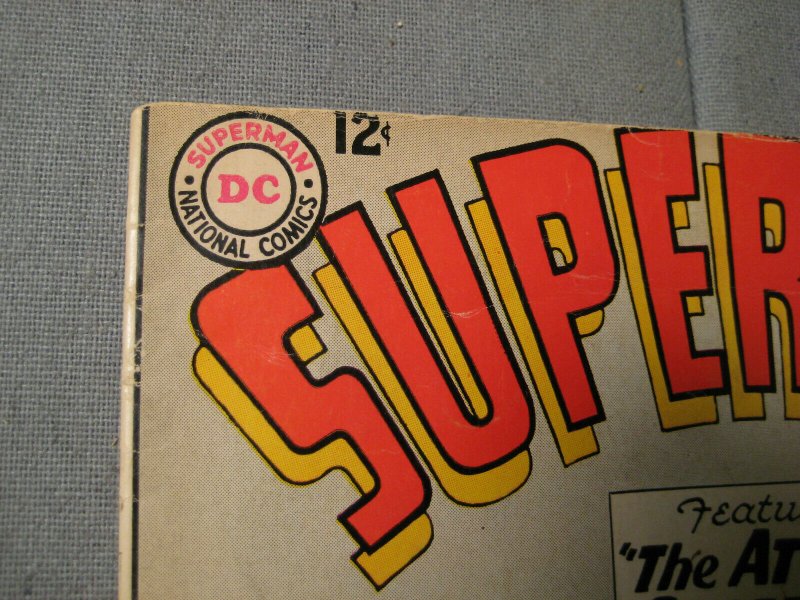 SUPERMAN
DC
NATIONAL COMICS
12¢
SUPER
Featu
"The AT